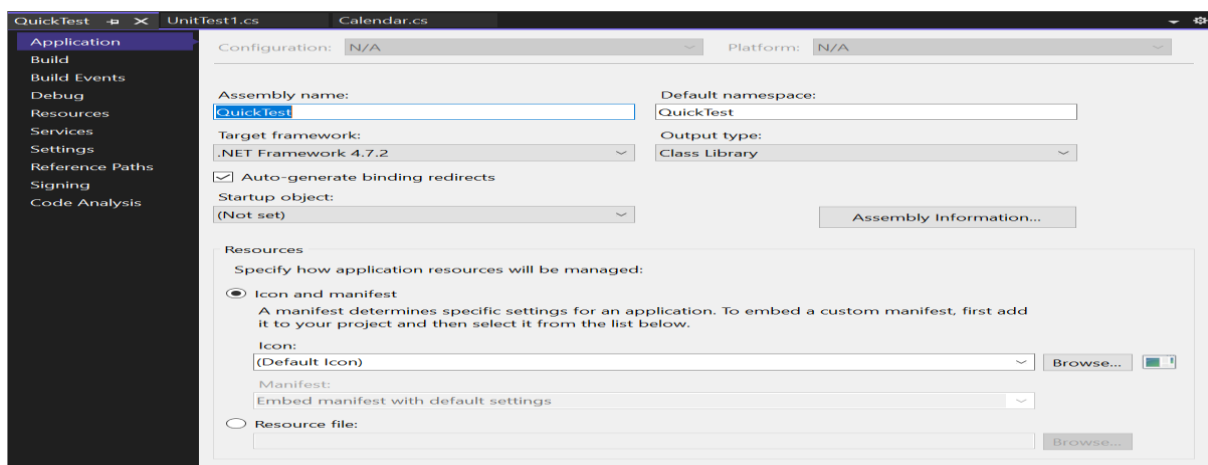 QuickTest UnitTest1.cs Calendar.cs
Application
Build
Build Events
Debug
Resources
Services
Settings
Reference Paths
Signing
Code Analysis
Configuration: N/A Platform: N/A
Assembly name: Default namespace:
QuickTest QuickTest
Target framework: Output type:
.NET Framework 4.7.2 Class Library
Auto-generate binding redirects
Startup object:
(Not set) Assembly Information...
Resources
Specify how application resources will be managed:
Icon and manifest
A manifest determines specific settings for an application. To embed a custom manifest, first add
it to your project and then select it from the list below.
Icon:
(Default Icon) Browse...
Manifest:
Embed manifest with default settings
Resource file:
Browse...